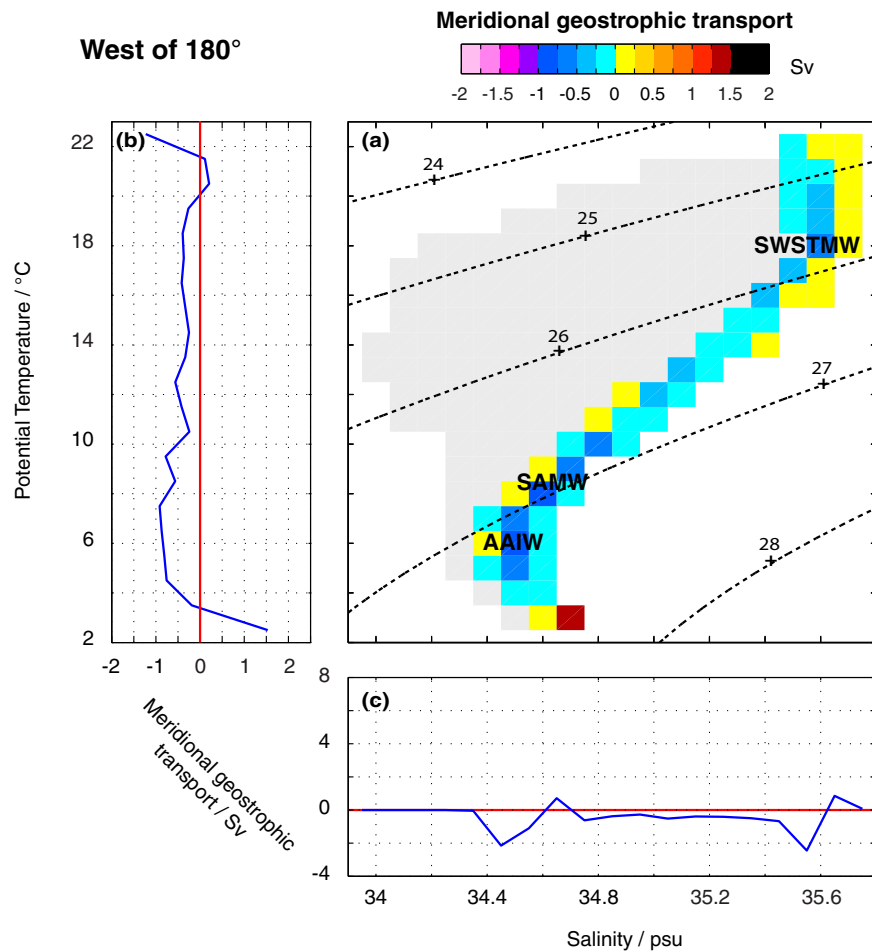 Meridional geostrophic transport
West of 180°
Sv
-2 -1.5 -1 -0.5 0 0.5 1 1.5 2
22
18
14
10
6
2
Potential Temperature / °C
(b)
-2 -1 0 1 2
Meridional geostrophic
transport / Sv
(a)
24
25
SWSTMW
26
27
SAMW
AAIW
28
(c)
8
4
0
-4
34 34.4 34.8 35.2 35.6
Salinity / psu